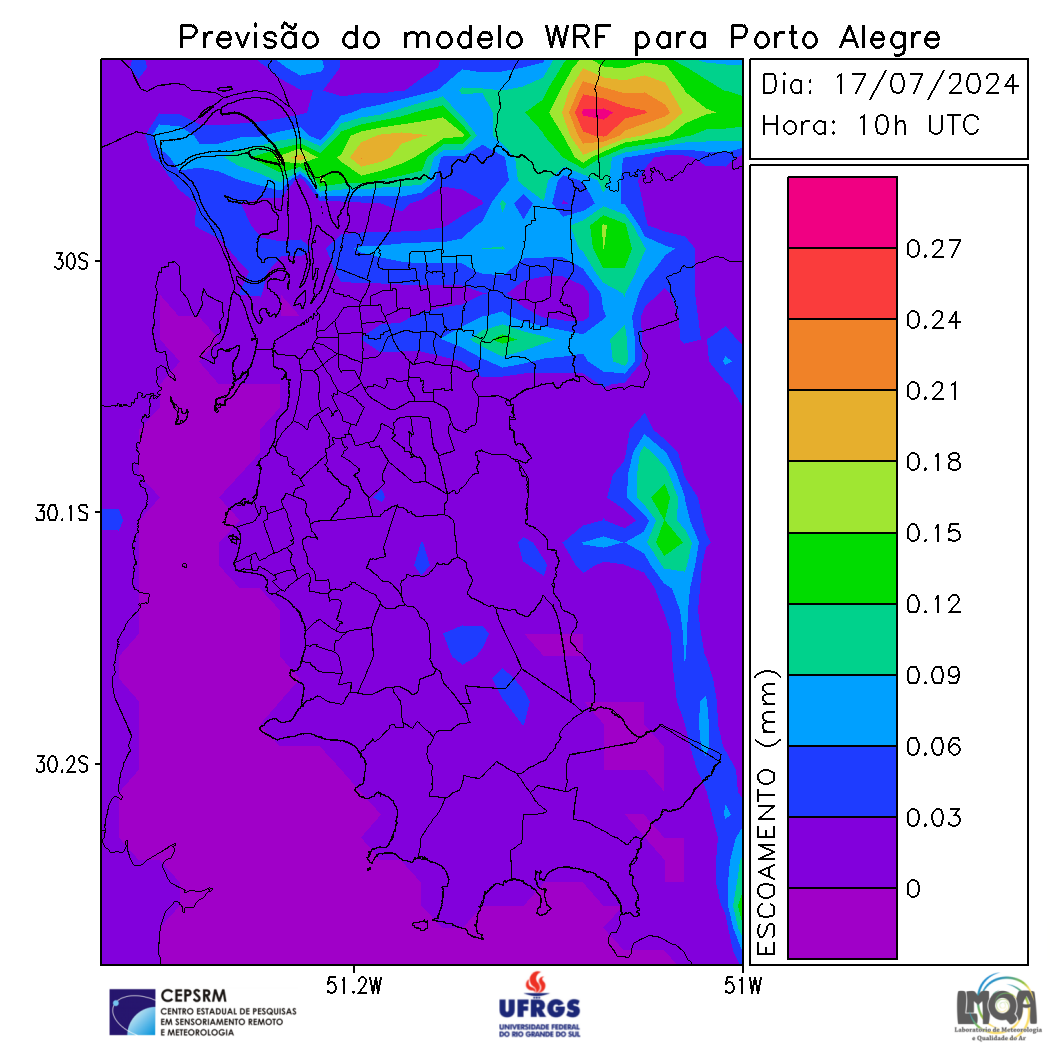 Previsão do modelo WRF para Porto Alegre
Dia: 17/07/2024
Hora: 10h UTC
30S
30.1S
30.2S
51.2W
51W
ESCOAMENTO (mm)
0.27
0.24
0.21
0.18
0.15
0.12
0.09
0.06
0.03
0
CEPSRM
CENTRO ESTADUAL DE PESQUISAS
EM SENSORIAMENTO REMOTO
E METEOROLOGIA
UFRGS
UNIVERSIDADE FEDERAL
DO RIO GRANDE DO SUL
LMQA
Laboratório de Meteorologia
e Qualidade do Ar